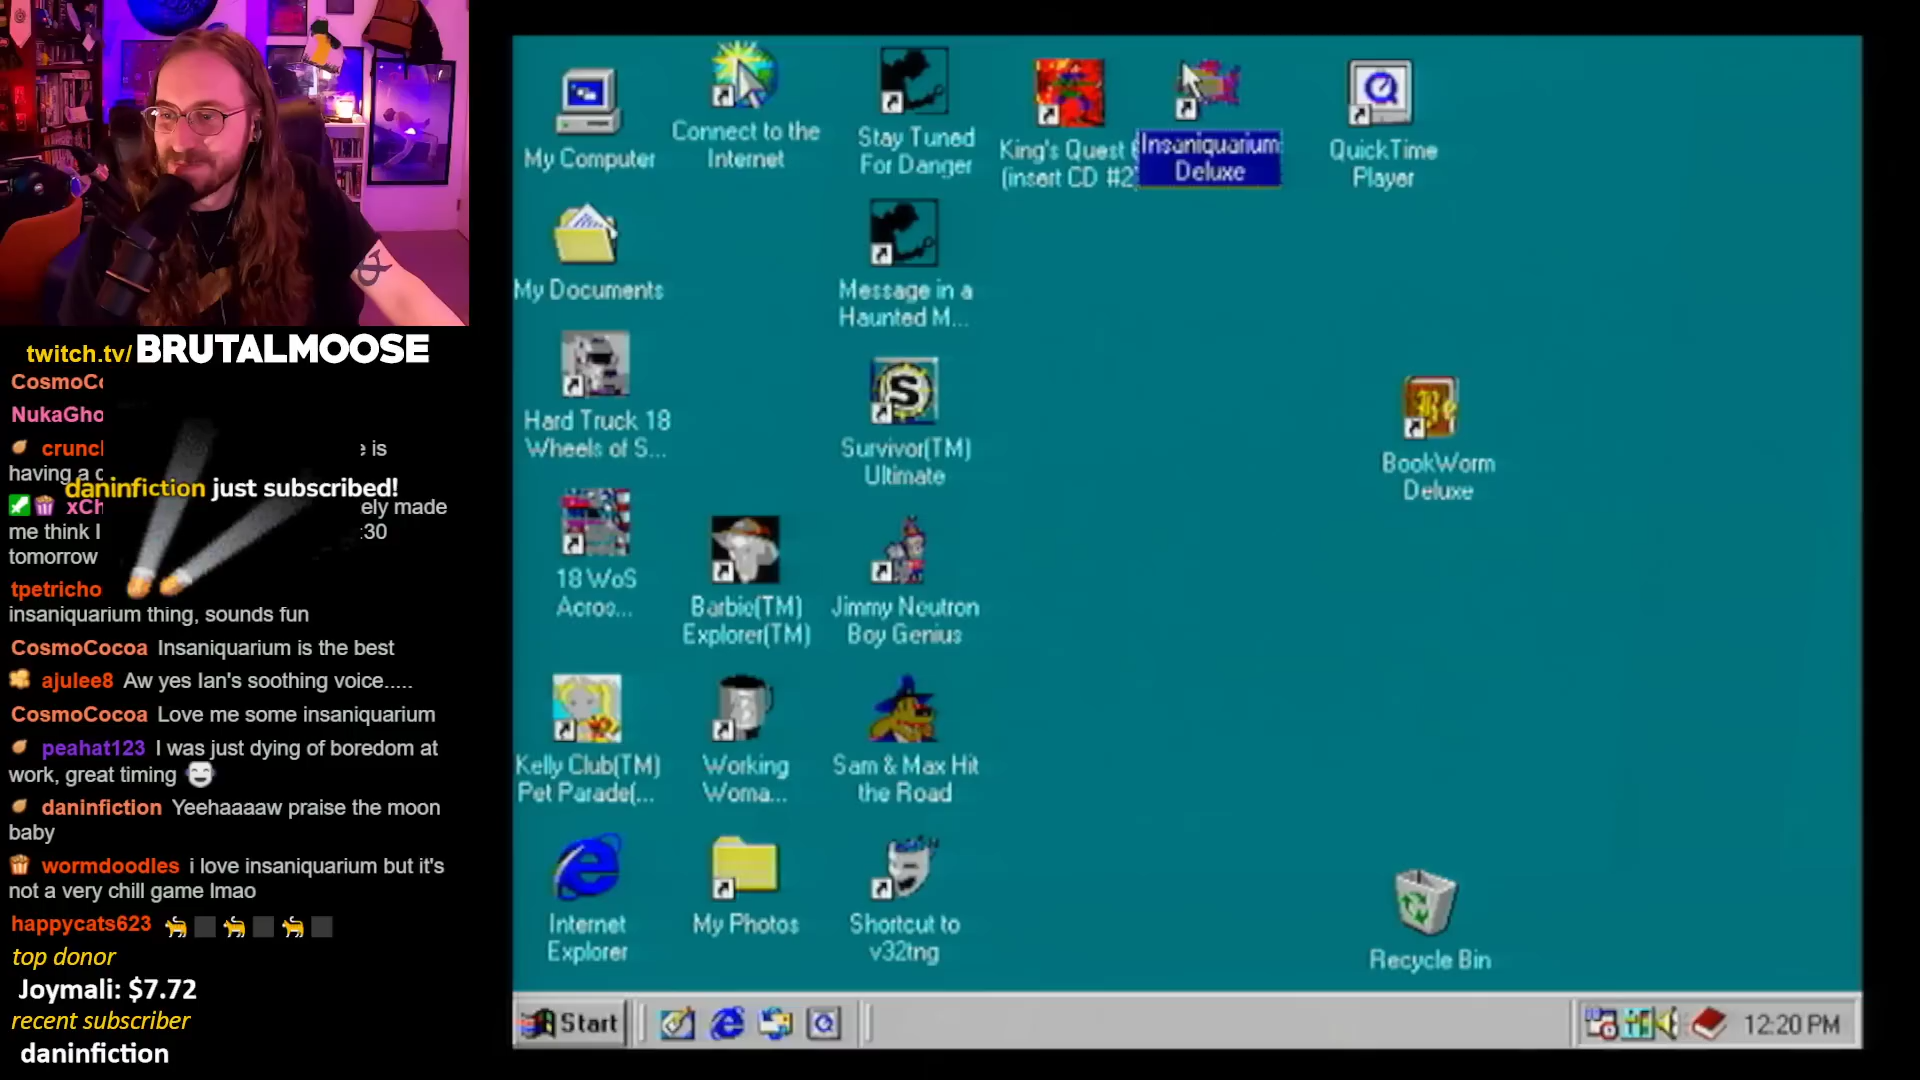 twitch.tv/BRUTALMOOSE
CosmoCo
NukaGho
crunch
e is
having a c
daninfiction just subscribed!
xCh
ely made
me think I
:30
tomorrow
tpetricho
insaniquarium thing, sounds fun
CosmoCocoa Insaniquarium is the best
ajulee8 Aw yes Ian's soothing voice.....
CosmoCocoa Love me some insaniquarium
peahat123 I was just dying of boredom at
work, great timing
daninfiction Yeehaaaaw praise the moon
baby
wormdoodles i love insaniquarium but it's
not a very chill game lmao
happycats623
top donor
Joymali: $7.72
recent subscriber
daninfiction
My Computer
Connect to the
Internet
Stay Tuned
For Danger
King's Quest
(insert CD #2)
Insaniquarium
Deluxe
QuickTime
Player
My Documents
Message in a
Haunted M...
Hard Truck 18
Wheels of S...
S
Survivor(TM)
Ultimate
BookWorm
Deluxe
18 WoS
Acros...
Barbie(TM)
Explorer(TM)
Jimmy Neutron
Boy Genius
Kelly Club(TM)
Pet Parade(...
Working
Woma...
Sam & Max Hit
the Road
Internet
Explorer
My Photos
Shortcut to
v32tng
Recycle Bin
Start
12:20 PM